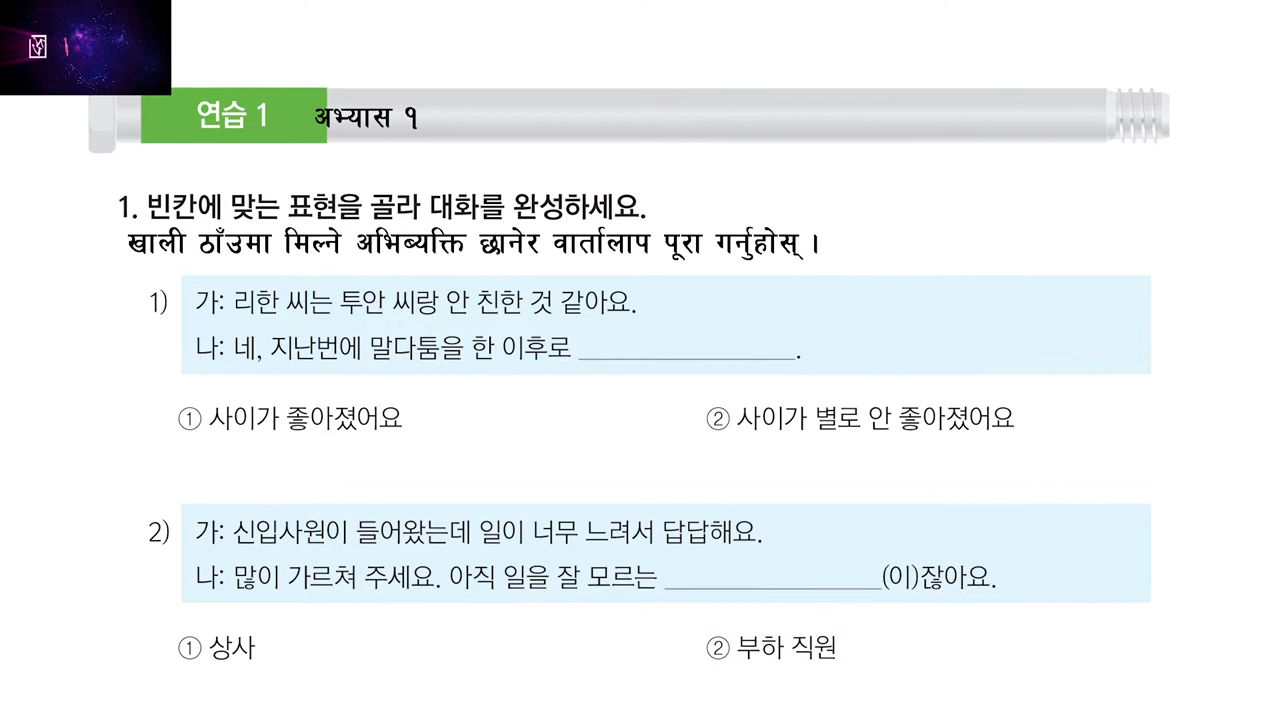 연습 1 अभ्यास १
1. 빈칸에 맞는 표현을 골라 대화를 완성하세요.
खाली ठाँउमा मिल्ने अभिब्यक्ति छानेर वार्तालाप पूरा गर्नुहोस् ।
1) 가: 리한 씨는 투안 씨랑 안 친한 것 같아요.
나: 네, 지난번에 말다툼을 한 이후로 ________________.
① 사이가 좋아졌어요 ② 사이가 별로 안 좋아졌어요
2) 가: 신입사원이 들어왔는데 일이 너무 느려서 답답해요.
나: 많이 가르쳐 주세요. 아직 일을 잘 모르는 ________________(이)잖아요.
① 상사 ② 부하 직원